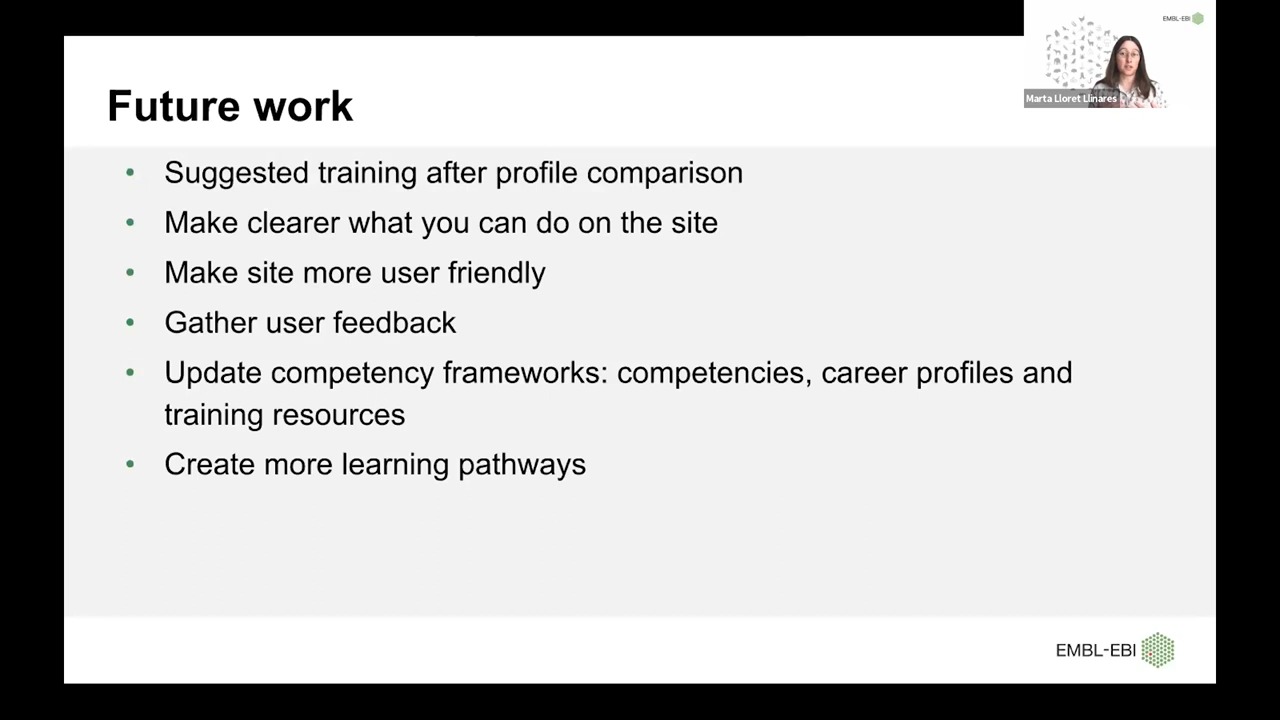 EMBL-EBI
Marta Lloret Llinares
Future work
• Suggested training after profile comparison
• Make clearer what you can do on the site
• Make site more user friendly
• Gather user feedback
• Update competency frameworks: competencies, career profiles and
training resources
• Create more learning pathways
EMBL-EBI